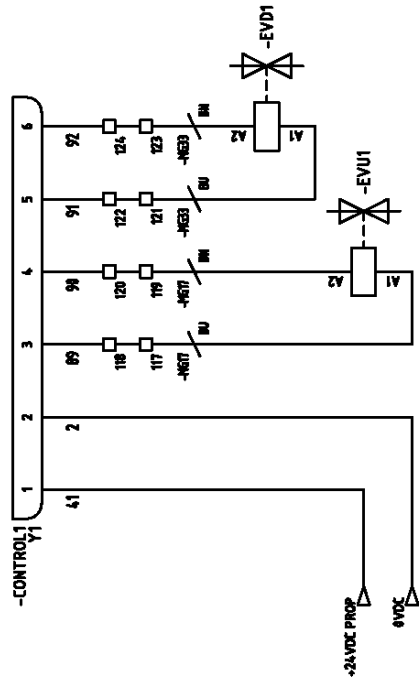 -CONTROL1
Y1
1
2
3
4
5
6
41
2
89
90
91
92
118
120
122
124
117
119
121
123
-MG17
BU
-MG17
BN
-MG33
BU
-MG33
BN
A2
A1
-EVD1
A2
A1
-EVU1
+24VDC PROP
0VDC